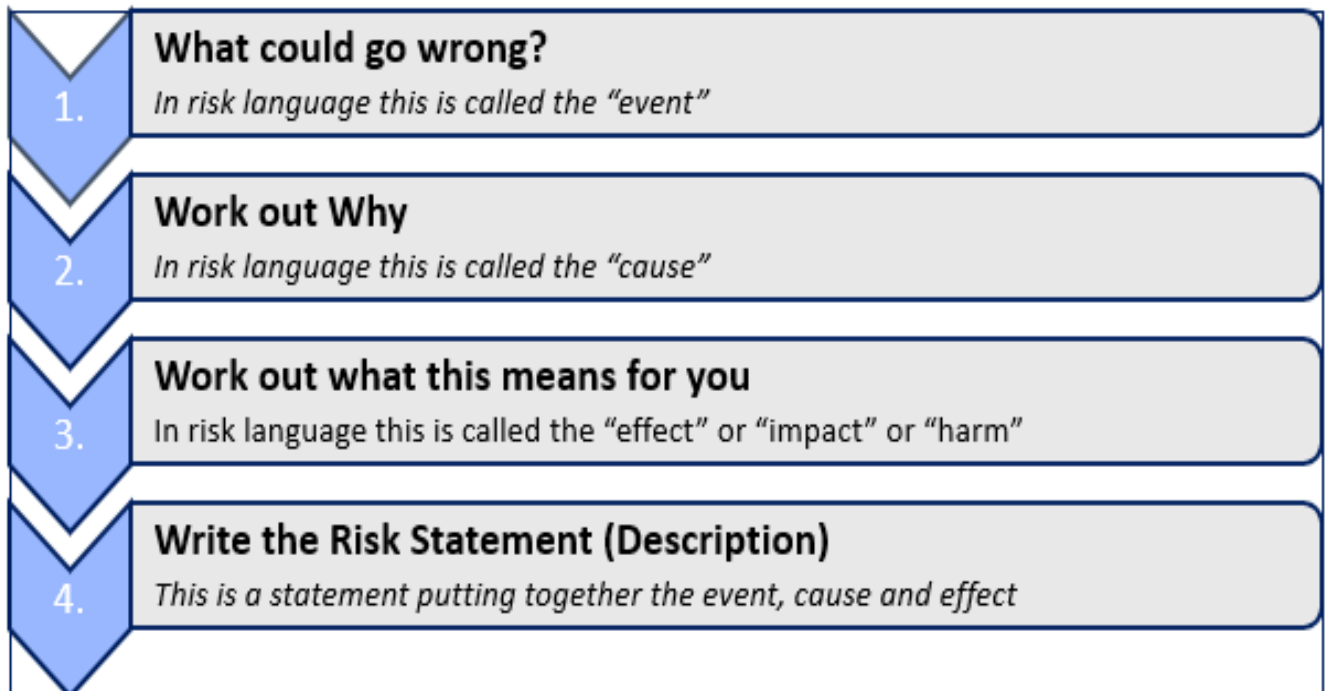 What could go wrong?
1.
In risk language this is called the “event”
Work out Why
2.
In risk language this is called the “cause”
Work out what this means for you
3.
In risk language this is called the “effect” or “impact” or “harm”
Write the Risk Statement (Description)
4.
This is a statement putting together the event, cause and effect